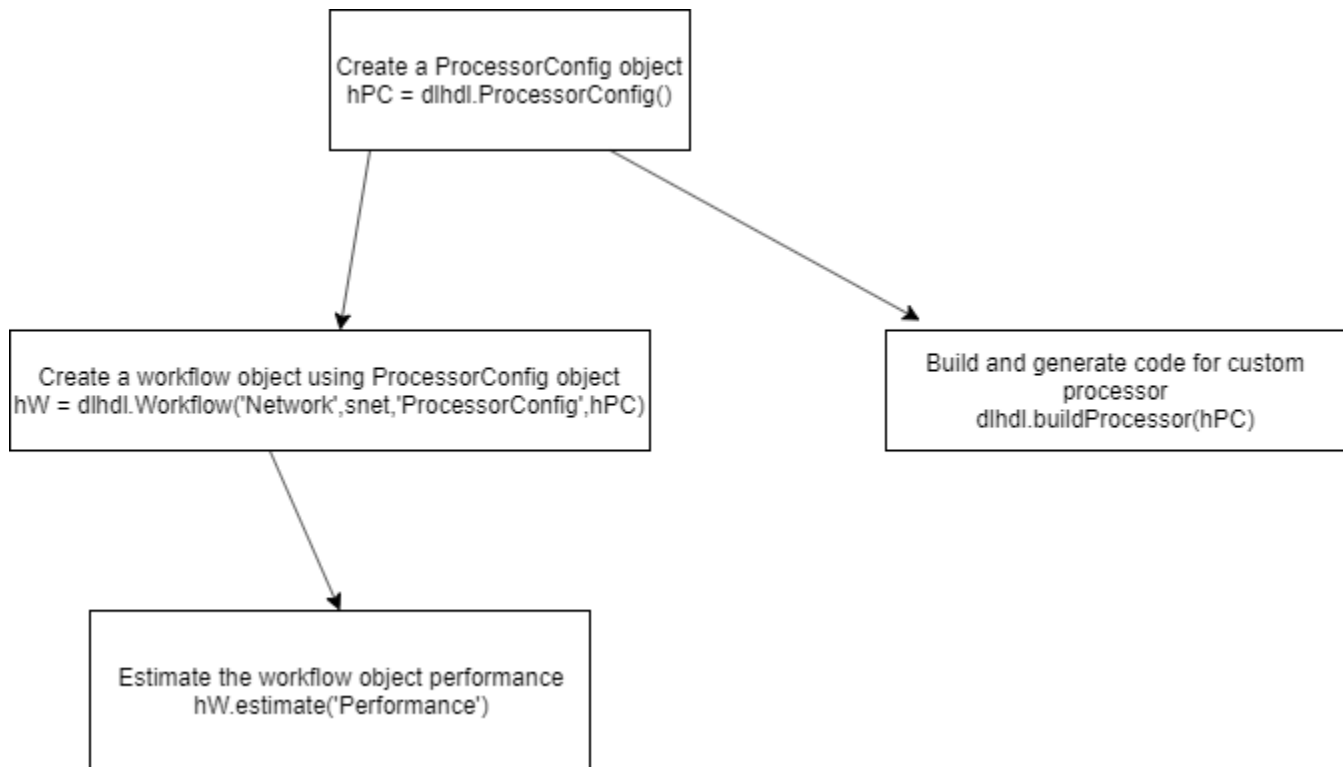 Create a ProcessorConfig object
hPC = dlhdl.ProcessorConfig()
Create a workflow object using ProcessorConfig object
hW = dlhdl.Workflow('Network',snet,'ProcessorConfig',hPC)
Build and generate code for custom
processor
dlhdl.buildProcessor(hPC)
Estimate the workflow object performance
hW.estimate('Performance')